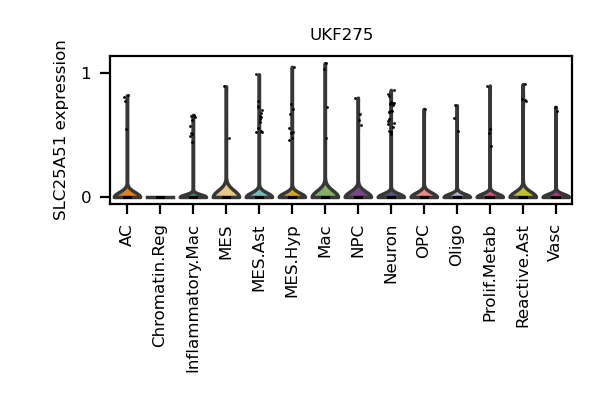 UKF275
SLC25A51 expression
1
0
AC
Chromatin.Reg
Inflammatory.Mac
MES
MES.Ast
MES.Hyp
Mac
NPC
Neuron
OPC
Oligo
Prolif.Metab
Reactive.Ast
Vasc